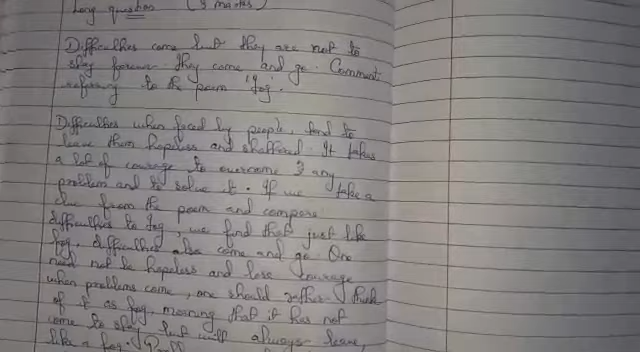 Long question (5 marks)
Difficulties come but they are not to
stay forever. They come and go. Comment
referring to the poem 'fog'.
Difficulties when faced by people, tend to
leave them hopeless and shattered. It takes
a lot of courage to overcome any
problem and to solve it. If we take a
clue from the poem and compare
difficulties to fog, we find that just like
fog, difficulties also come and go. One
need not be hopeless and lose courage
when problems come, one should rather think
of it as fog, meaning that it has not
come to stay but will always leave,
like a fog.